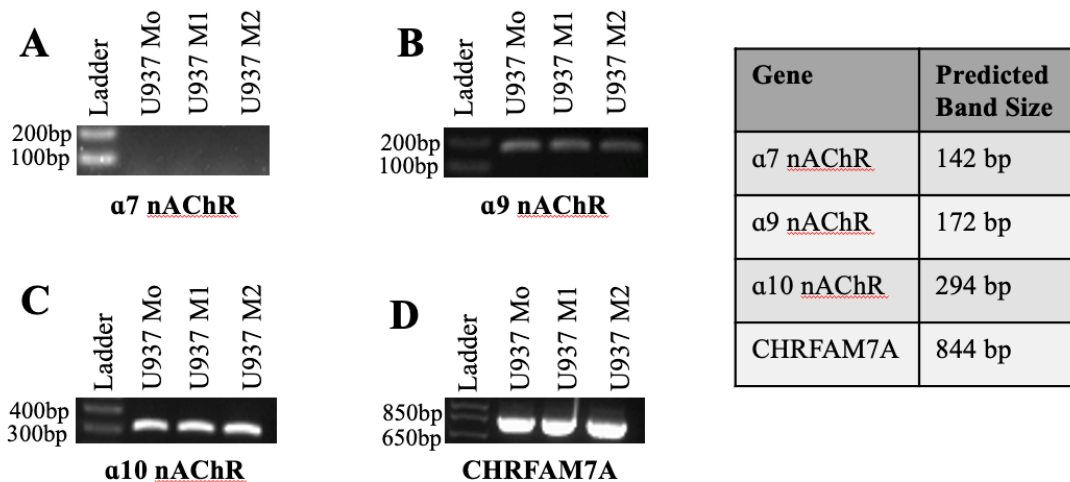 A
Ladder
U937 Mo
U937 M1
U937 M2
200bp
100bp
α7 nAChR
B
Ladder
U937 Mo
U937 M1
U937 M2
200bp
100bp
α9 nAChR
C
Ladder
U937 Mo
U937 M1
U937 M2
400bp
300bp
α10 nAChR
D
Ladder
U937 Mo
U937 M1
U937 M2
850bp
650bp
CHRFAM7A
Gene
Predicted
Band Size
α7 nAChR
142 bp
α9 nAChR
172 bp
α10 nAChR
294 bp
CHRFAM7A
844 bp